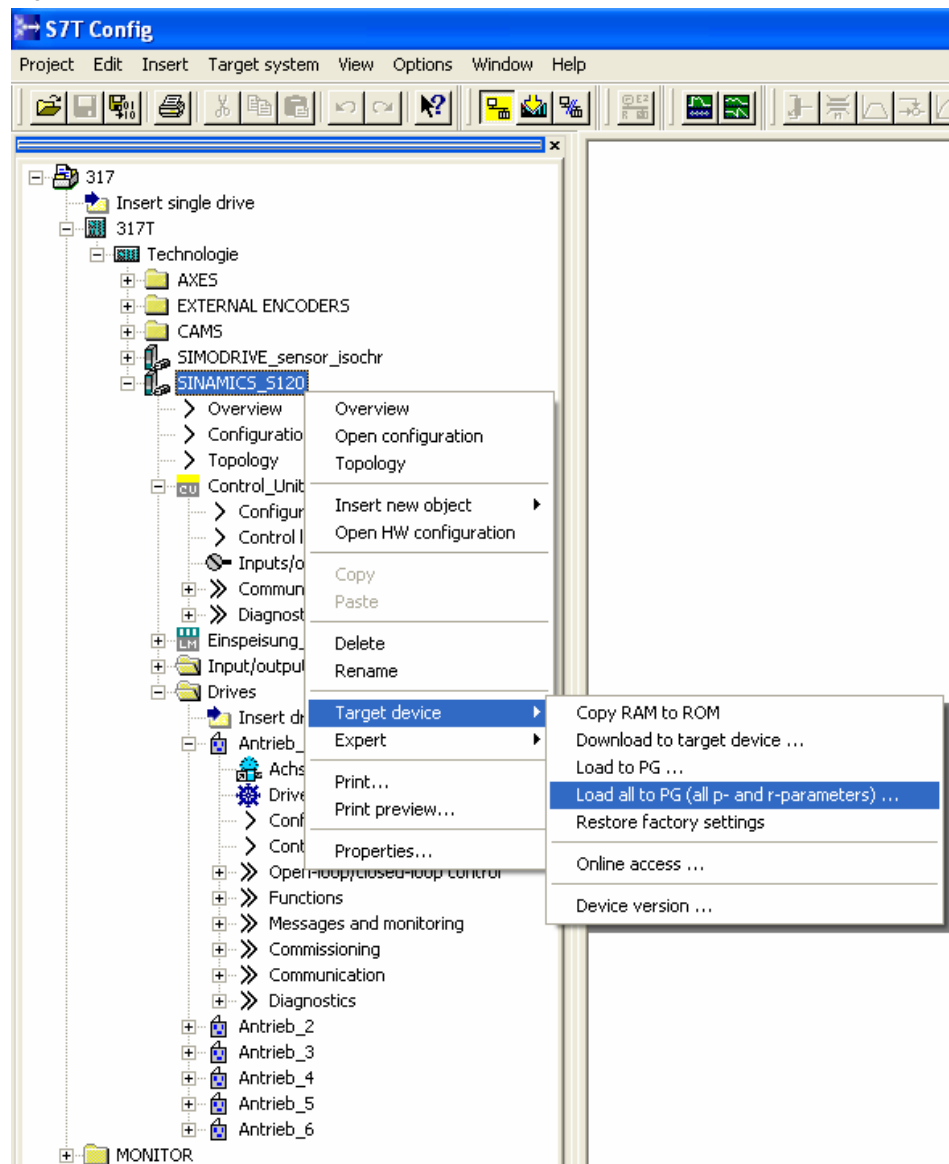 S7T Config
Project Edit Insert Target system View Options Window Help
317
Insert single drive
317T
Technologie
AXES
EXTERNAL ENCODERS
CAMS
SIMODRIVE_sensor_isochr
SINAMICS_S120
Overview
Configuratio
Topology
Control_Unit
Configur
Control l
Inputs/o
Commun
Diagnost
Einspeisung_
Input/output
Drives
Insert dr
Antrieb_
Achs
Drive
Conf
Cont
Open-loop/closed-loop control
Functions
Messages and monitoring
Commissioning
Communication
Diagnostics
Antrieb_2
Antrieb_3
Antrieb_4
Antrieb_5
Antrieb_6
MONITOR
Overview
Open configuration
Topology
Insert new object
Open HW configuration
Copy
Paste
Delete
Rename
Target device
Expert
Print...
Print preview...
Properties...
Copy RAM to ROM
Download to target device ...
Load to PG ...
Load all to PG (all p- and r-parameters) ...
Restore factory settings
Online access ...
Device version ...